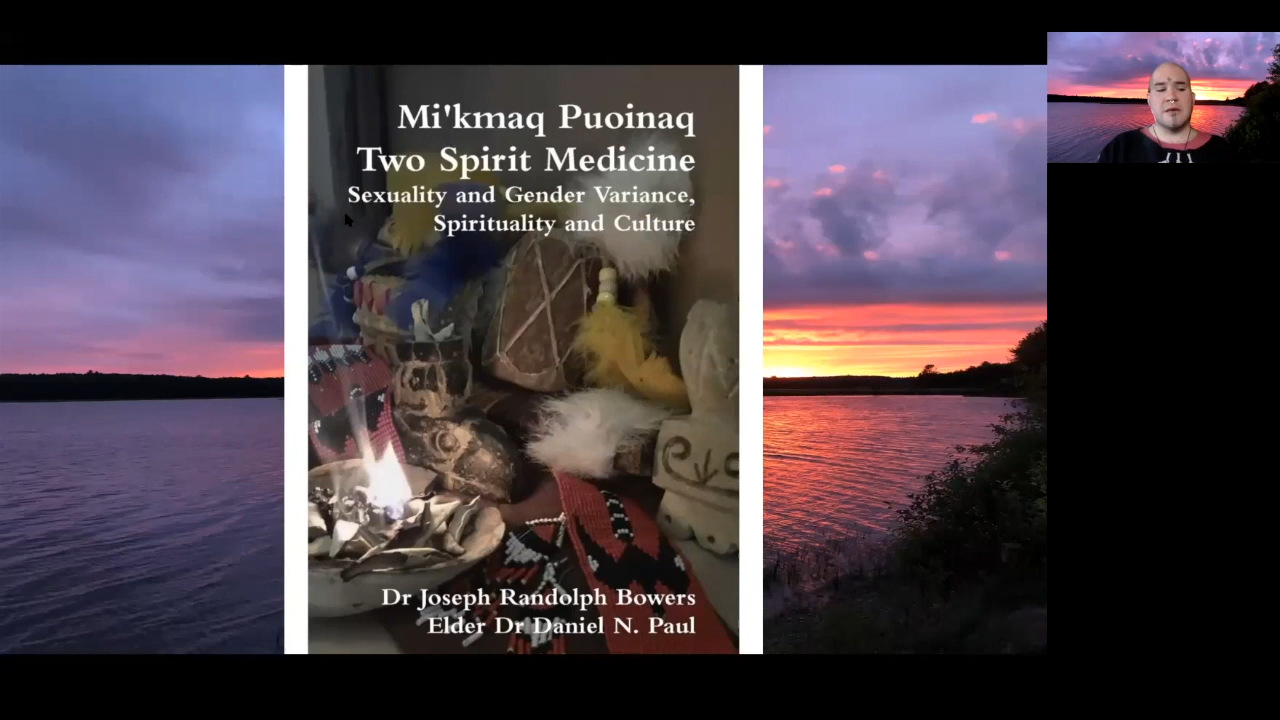 Mi'kmaq Puoinaq
Two Spirit Medicine
Sexuality and Gender Variance,
Spirituality and Culture
Dr Joseph Randolph Bowers
Elder Dr Daniel N. Paul